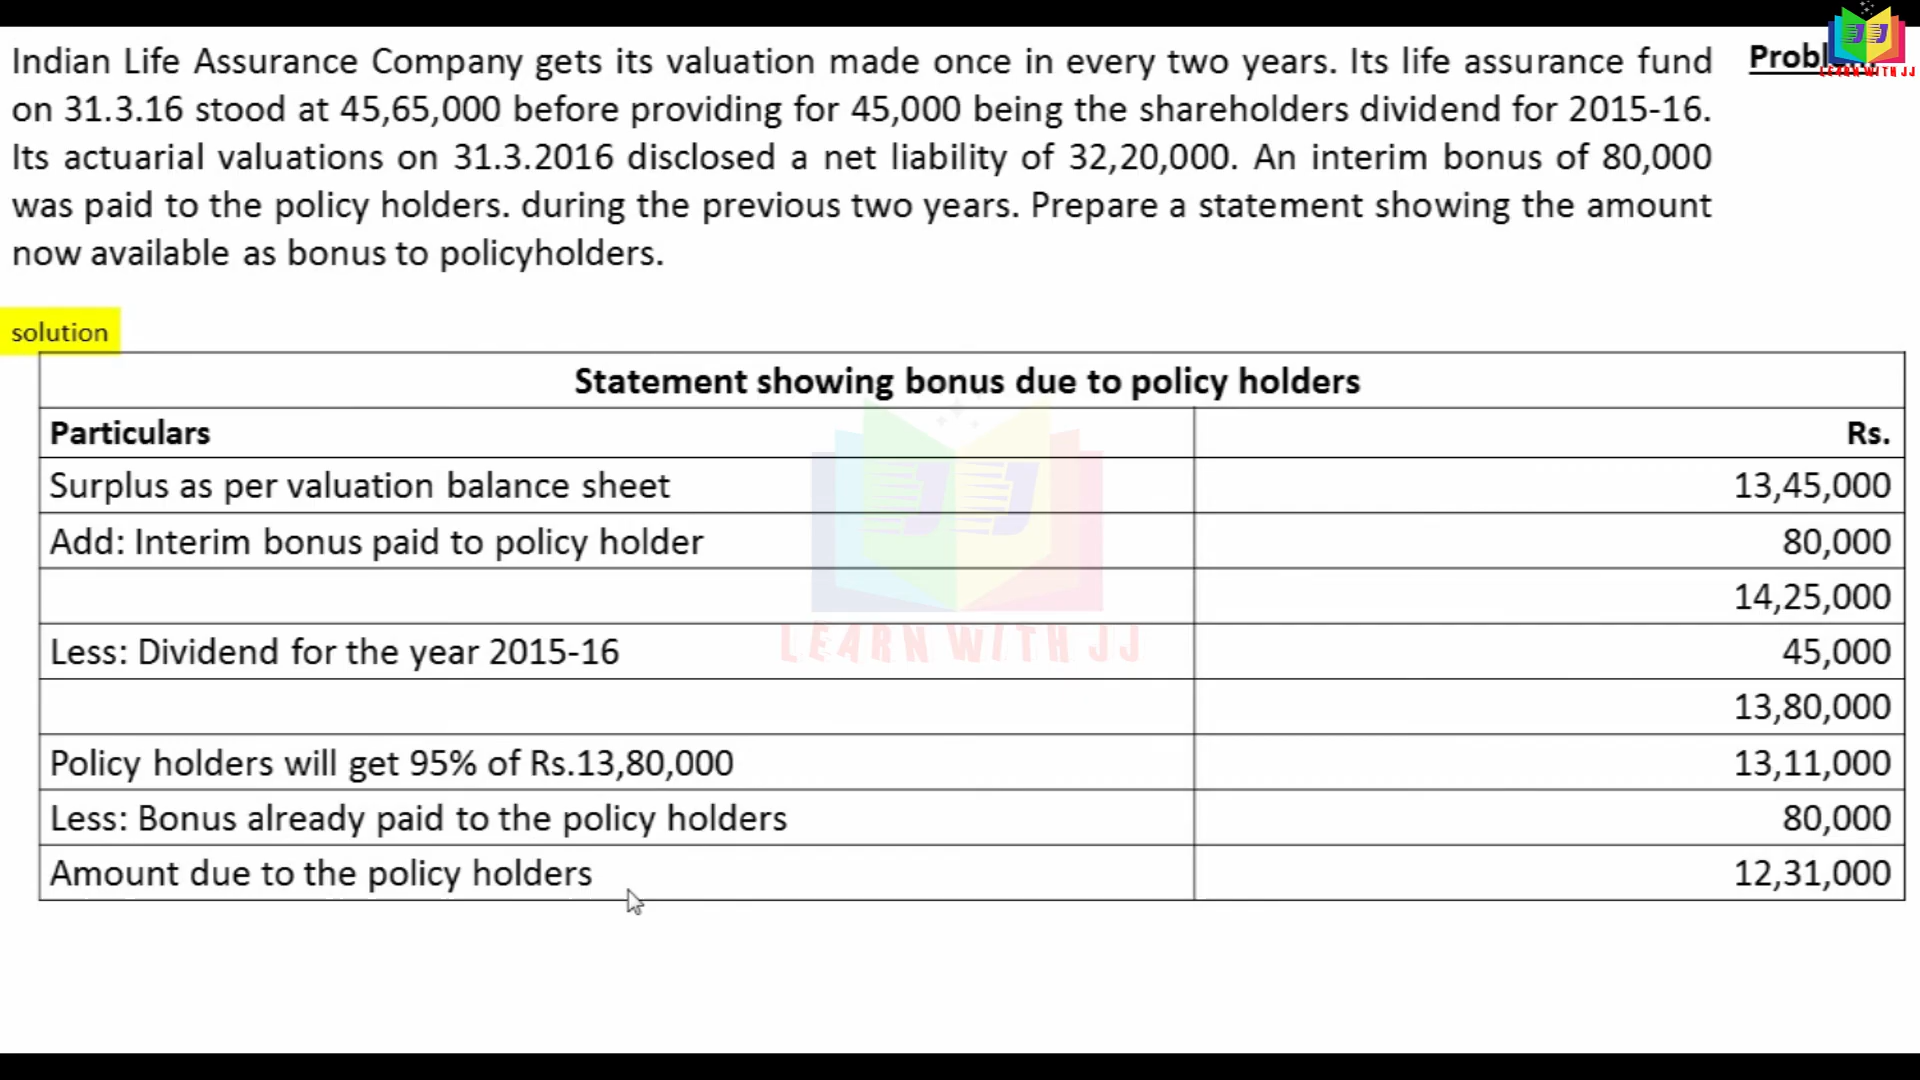 Indian Life Assurance Company gets its valuation made once in every two years. Its life assurance fund
on 31.3.16 stood at 45,65,000 before providing for 45,000 being the shareholders dividend for 2015-16.
Its actuarial valuations on 31.3.2016 disclosed a net liability of 32,20,000. An interim bonus of 80,000
was paid to the policy holders. during the previous two years. Prepare a statement showing the amount
now available as bonus to policyholders.
JJ
LEARN WITH JJ
solution
Statement showing bonus due to policy holders
Particulars Rs.
Surplus as per valuation balance sheet 13,45,000
Add: Interim bonus paid to policy holder 80,000
14,25,000
Less: Dividend for the year 2015-16 45,000
13,80,000
Policy holders will get 95% of Rs.13,80,000 13,11,000
Less: Bonus already paid to the policy holders 80,000
Amount due to the policy holders 12,31,000
JJ
LEARN WITH JJ